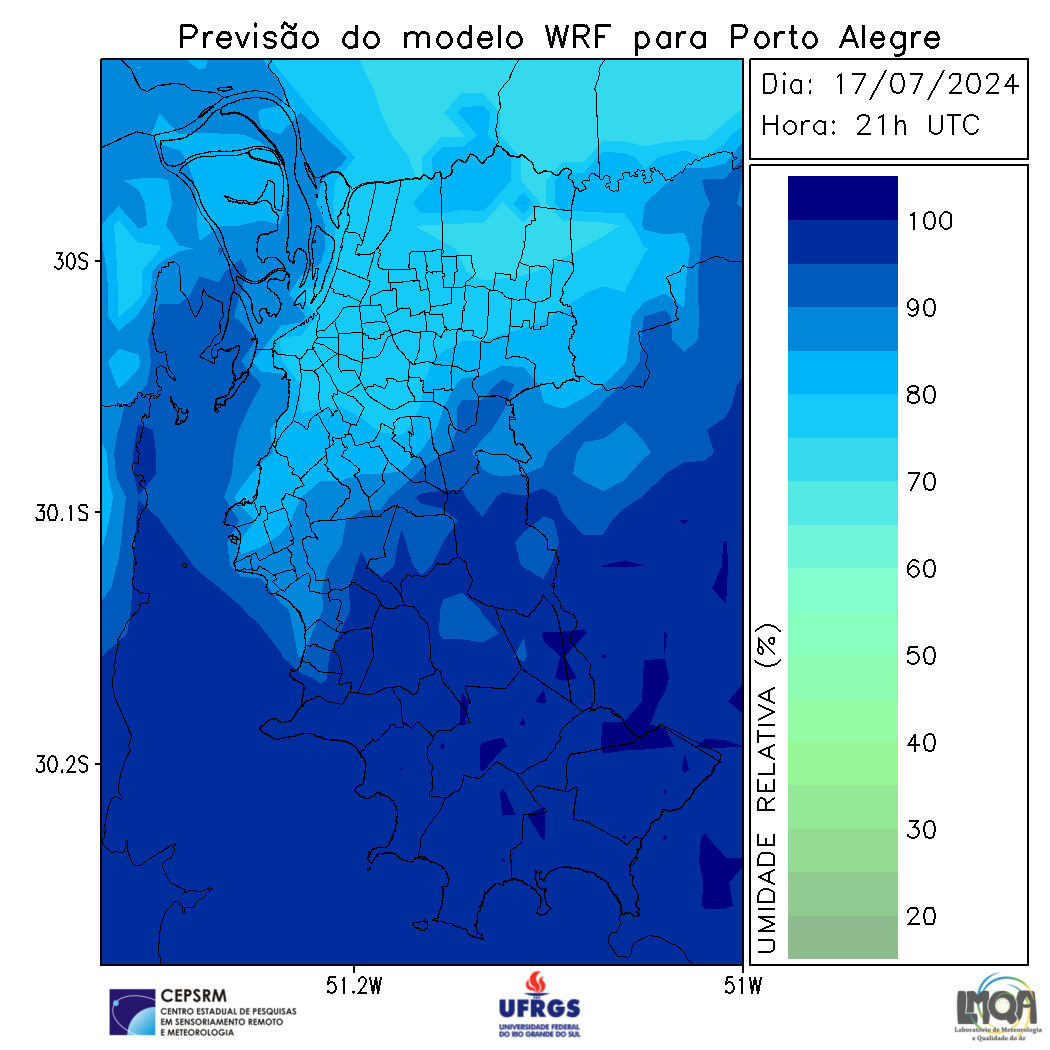 Previsão do modelo WRF para Porto Alegre
Dia: 17/07/2024
Hora: 21h UTC
100
90
80
70
60
50
40
30
20
UMIDADE RELATIVA (%)
30S
30.1S
30.2S
51.2W
51W
CEPSRM
CENTRO ESTADUAL DE PESQUISAS
EM SENSORIAMENTO REMOTO
E METEOROLOGIA
UFRGS
UNIVERSIDADE FEDERAL
DO RIO GRANDE DO SUL
LMQA
Laboratório de Meteorologia
e Qualidade do Ar